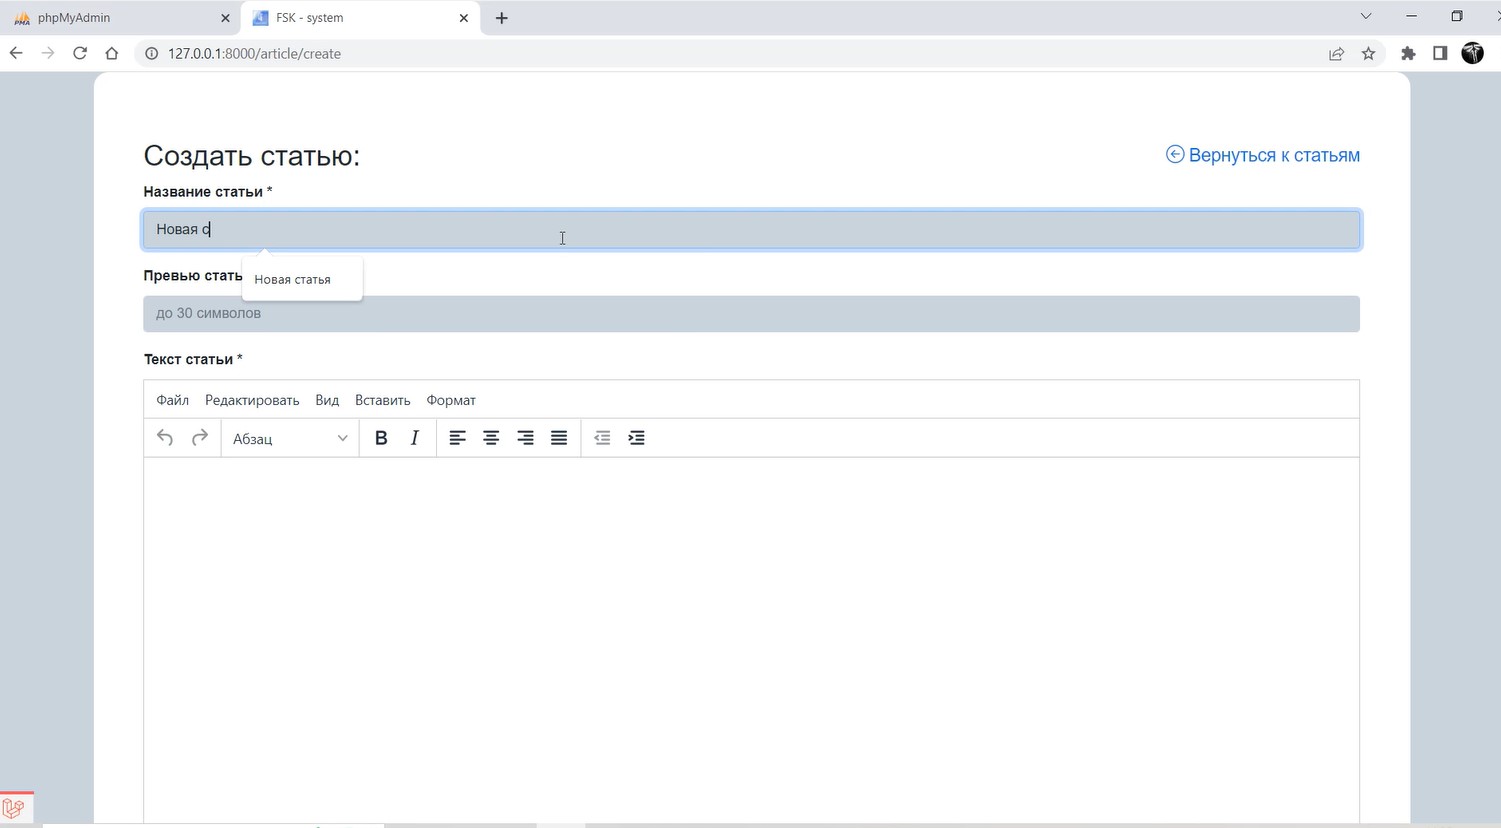 phpMyAdmin
FSK - system
127.0.0.1:8000/article/create
Создать статью:
Вернуться к статьям
Название статьи *
Новая с
Новая статья
Превью стать
до 30 символов
Текст статьи *
Файл Редактировать Вид Вставить Формат
Абзац B I